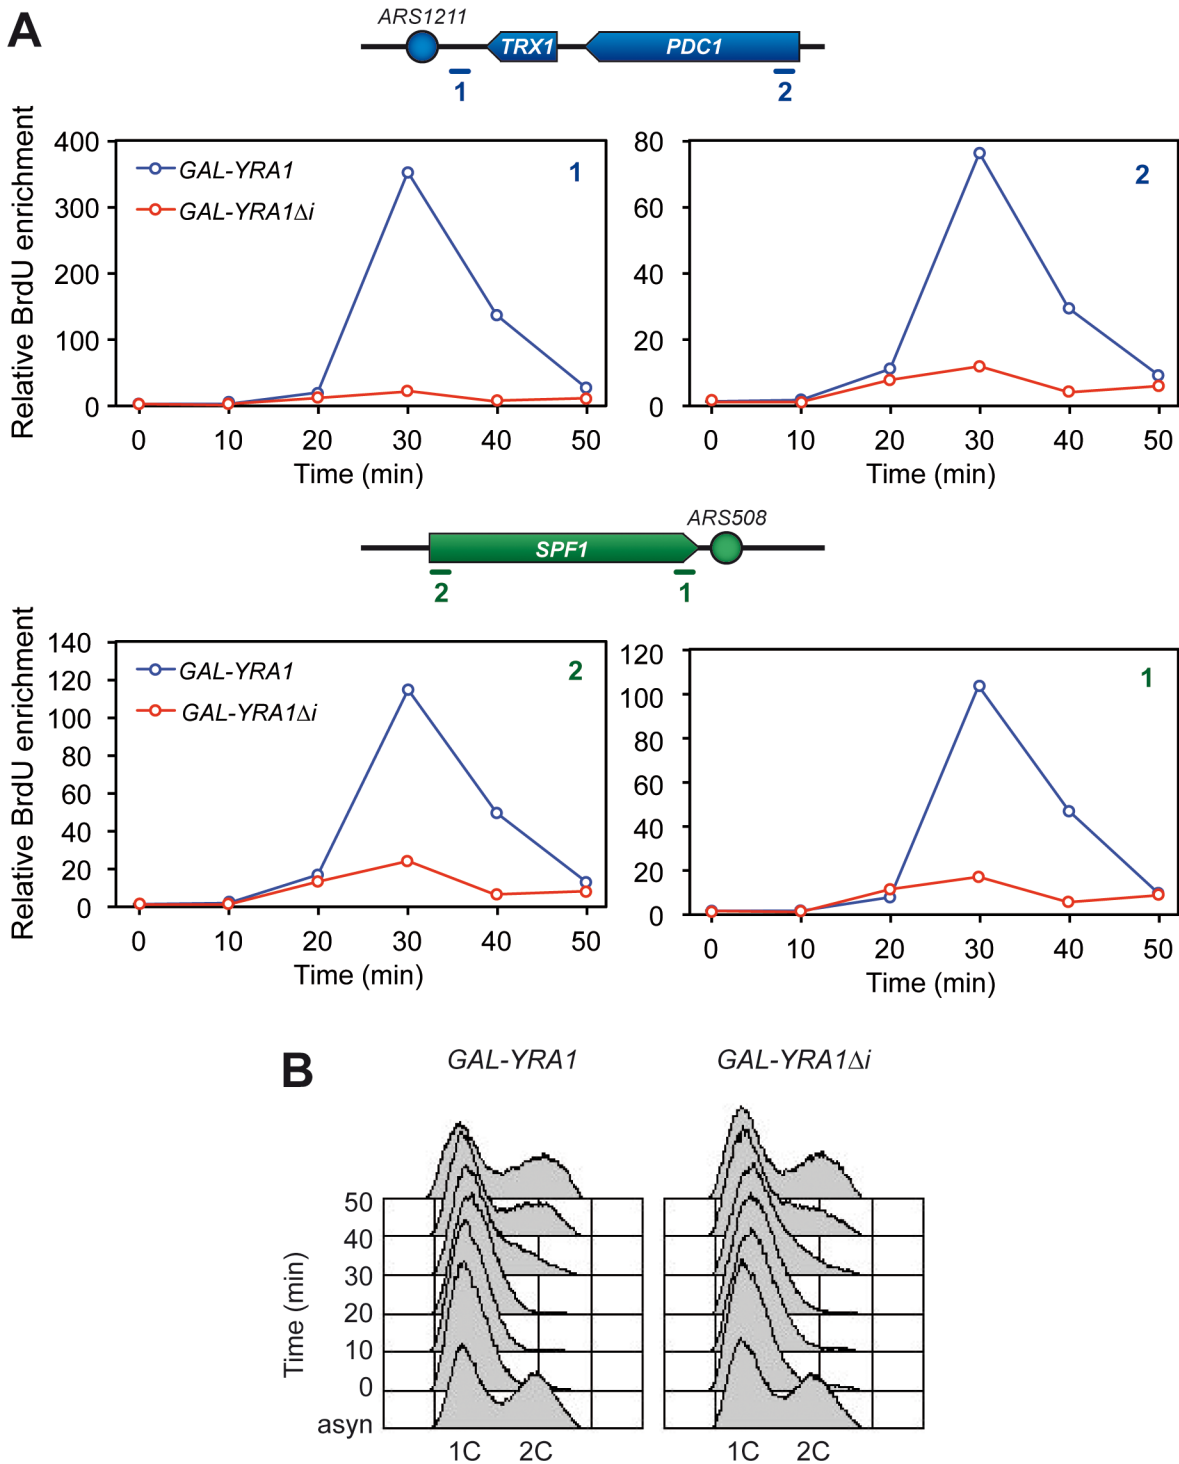 A
ARS1211
TRX1
PDC1
1
2
Relative BrdU enrichment
400
300
200
100
0
GAL-YRA1
GAL-YRA1Δi
1
0 10 20 30 40 50
Time (min)
80
60
40
20
0
2
0 10 20 30 40 50
Time (min)
ARS508
SPF1
2
1
Relative BrdU enrichment
140
120
100
80
60
40
20
0
GAL-YRA1
GAL-YRA1Δi
2
0 10 20 30 40 50
Time (min)
120
100
80
60
40
20
0
1
0 10 20 30 40 50
Time (min)
B
GAL-YRA1
GAL-YRA1Δi
Time (min)
50
40
30
20
10
0
asyn
1C 2C
1C 2C